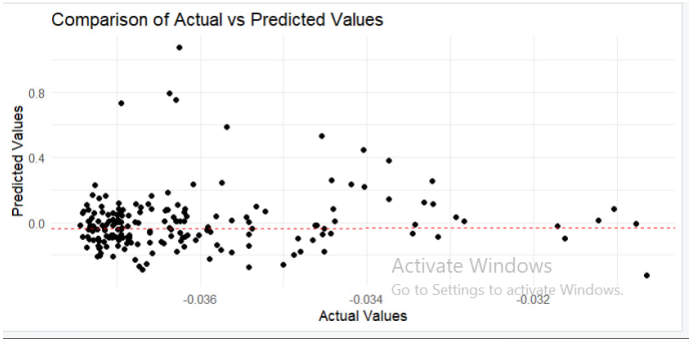 Comparison of Actual vs Predicted Values
0.8
Predicted Values
0.4
0.0
Activate Windows
Go to Settings to activate Windows.
-0.036
-0.034
-0.032
Actual Values